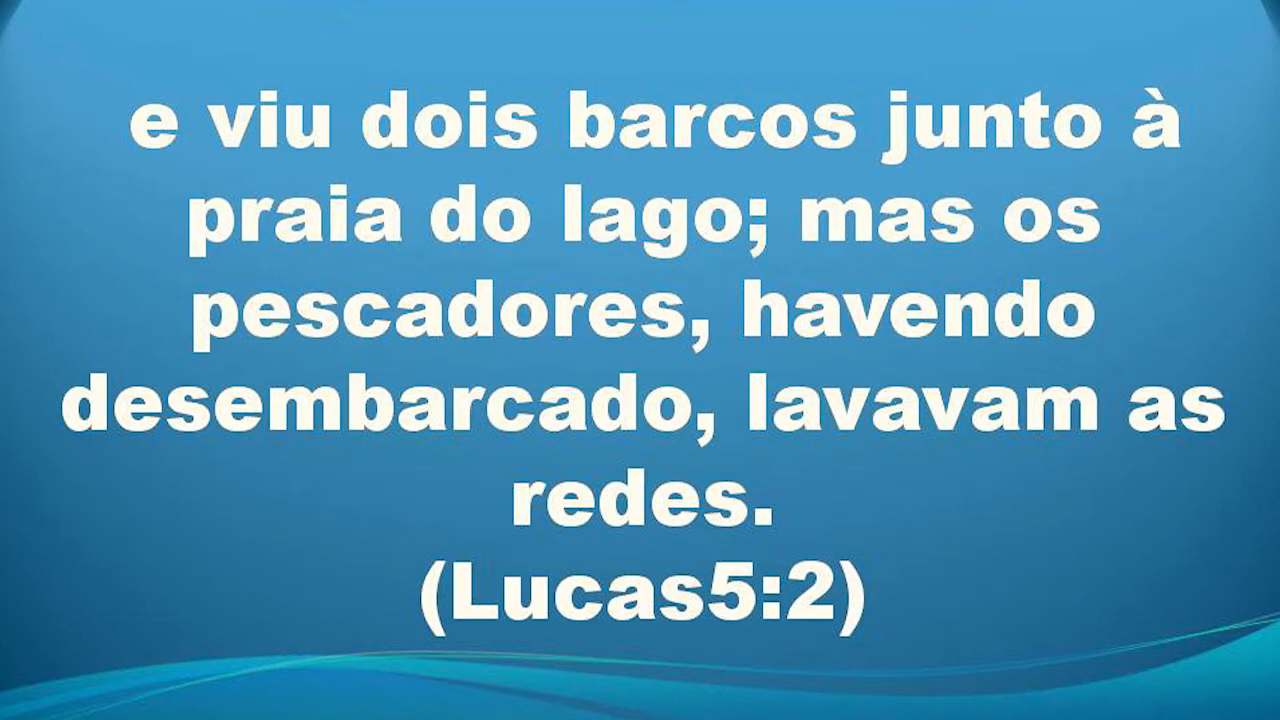 e viu dois barcos junto à
praia do lago; mas os
pescadores, havendo
desembarcado, lavavam as
redes.
(Lucas5:2)